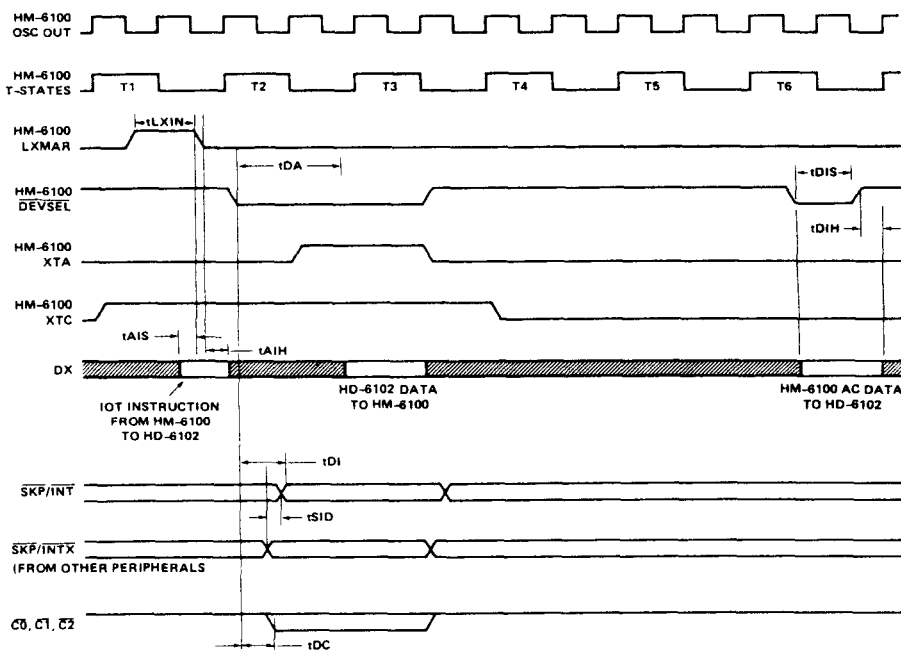 HM-6100
OSC OUT
HM-6100
T-STATES
T1
T2
T3
T4
T5
T6
HM-6100
LXMAR
tLXIN
tDA
HM-6100
DEVSEL
tDIS
tDIH
HM-6100
XTA
HM-6100
XTC
tAIS
tAIH
DX
IOT INSTRUCTION
FROM HM-6100
TO HD-6102
HD-6102 DATA
TO HM-6100
HM-6100 AC DATA
TO HD-6102
tDI
SKP/INT
tSID
SKP/INTX
(FROM OTHER PERIPHERALS
C0, C1, C2
tDC